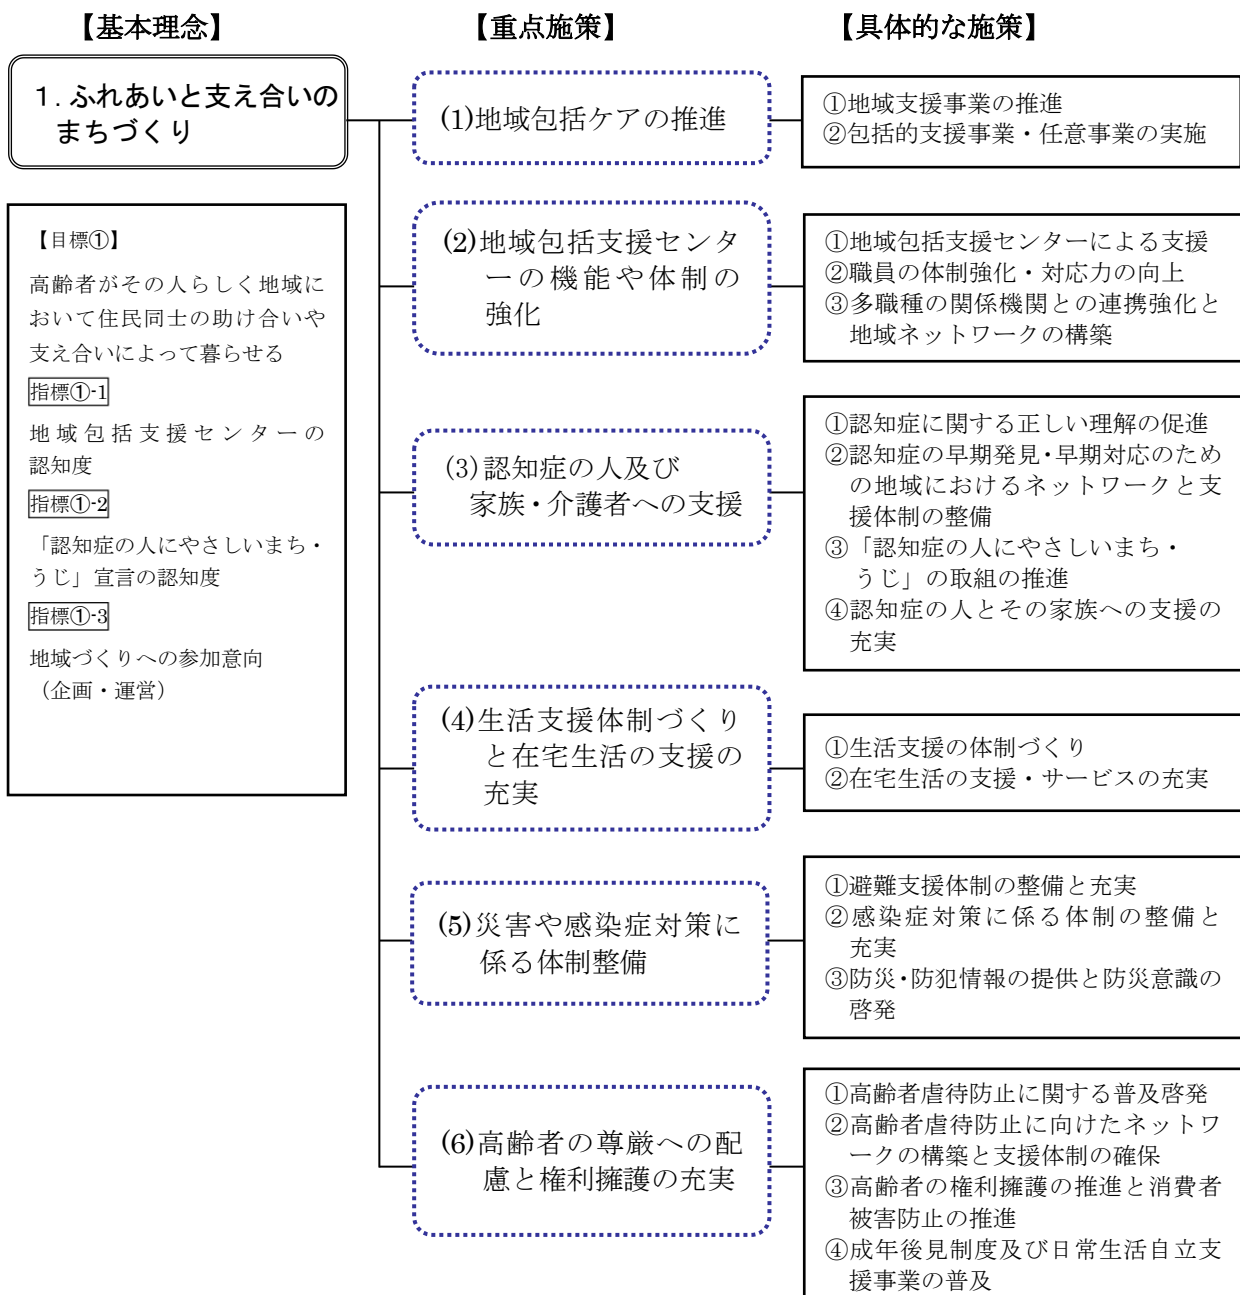 【基本理念】
【重点施策】
【具体的な施策】
1. ふれあいと支え合いの
まちづくり
【目標①】
高齢者がその人らしく地域に
おいて住民同士の助け合いや
支え合いによって暮らせる
指標①-1
地域包括支援センターの
認知度
指標①-2
「認知症の人にやさしいまち・
うじ」宣言の認知度
指標①-3
地域づくりへの参加意向
（企画・運営）
(1)地域包括ケアの推進
①地域支援事業の推進
②包括的支援事業・任意事業の実施
(2)地域包括支援センタ
ーの機能や体制の
強化
①地域包括支援センターによる支援
②職員の体制強化・対応力の向上
③多職種の関係機関との連携強化と
地域ネットワークの構築
(3)認知症の人及び
家族・介護者への支援
①認知症に関する正しい理解の促進
②認知症の早期発見・早期対応のため
の地域におけるネットワークと支
援体制の整備
③「認知症の人にやさしいまち・
うじ」の取組の推進
④認知症の人とその家族への支援の
充実
(4)生活支援体制づくり
と在宅生活の支援の
充実
①生活支援の体制づくり
②在宅生活の支援・サービスの充実
(5)災害や感染症対策に
係る体制整備
①避難支援体制の整備と充実
②感染症対策に係る体制の整備と
充実
③防災・防犯情報の提供と防災意識の
啓発
(6)高齢者の尊厳への配
慮と権利擁護の充実
①高齢者虐待防止に関する普及啓発
②高齢者虐待防止に向けたネットワ
ークの構築と支援体制の確保
③高齢者の権利擁護の推進と消費者
被害防止の推進
④成年後見制度及び日常生活自立支
援事業の普及